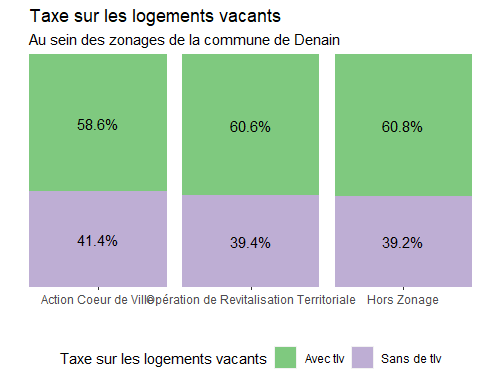 Taxe sur les logements vacants
Au sein des zonages de la commune de Denain
58.6% 60.6% 60.8%
41.4% 39.4% 39.2%
Action Coeur de Ville Opération de Revitalisation Territoriale Hors Zonage
Taxe sur les logements vacants Avec tlv Sans de tlv